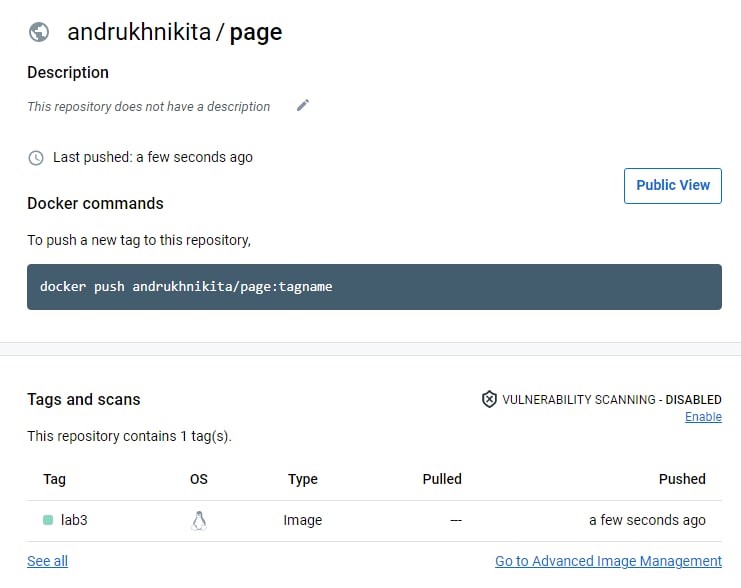 andrukhnikita / page
Description
This repository does not have a description
Last pushed: a few seconds ago
Public View
Docker commands
To push a new tag to this repository,
docker push andrukhnikita/page:tagname
Tags and scans
VULNERABILITY SCANNING - DISABLED
Enable
This repository contains 1 tag(s).
Tag OS Type Pulled Pushed
lab3 Image --- a few seconds ago
See all Go to Advanced Image Management